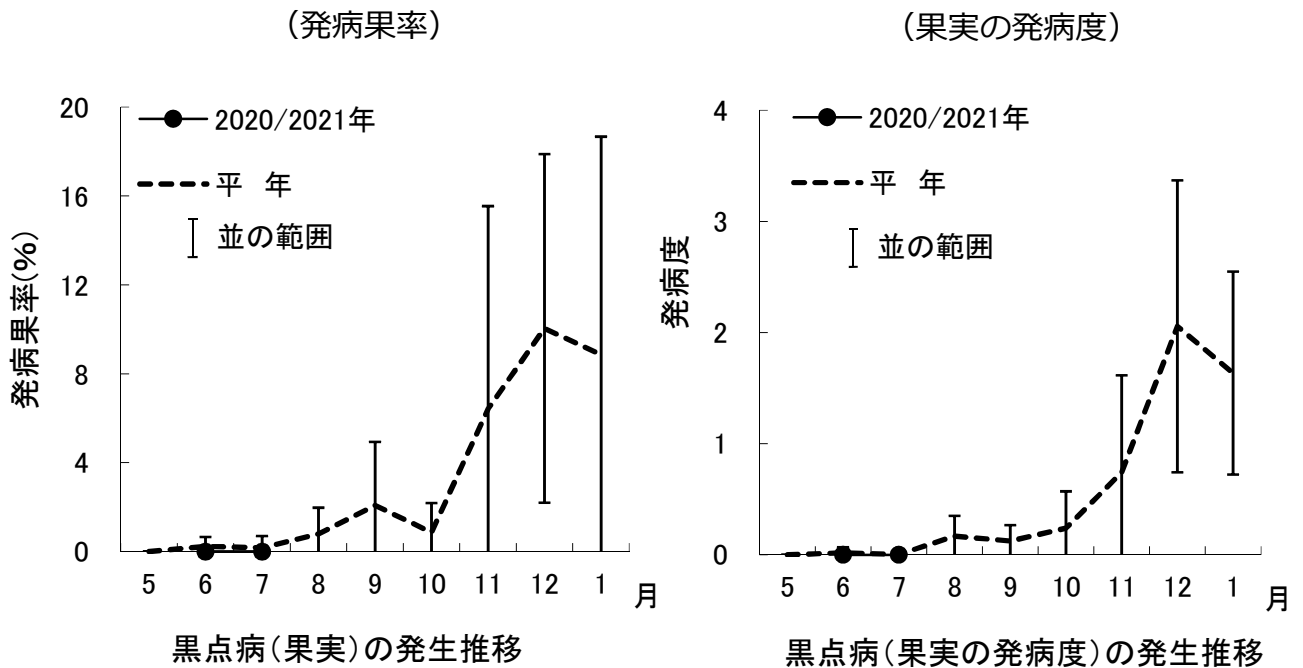 （発病果率）
20
16
12
8
4
0
発病果率(%)
2020/2021年
平　年
並の範囲
5 6 7 8 9 10 11 12 1 月
黒点病（果実）の発生推移
（果実の発病度）
4
3
2
1
0
発病度
2020/2021年
平　年
並の範囲
5 6 7 8 9 10 11 12 1 月
黒点病（果実の発病度）の発生推移